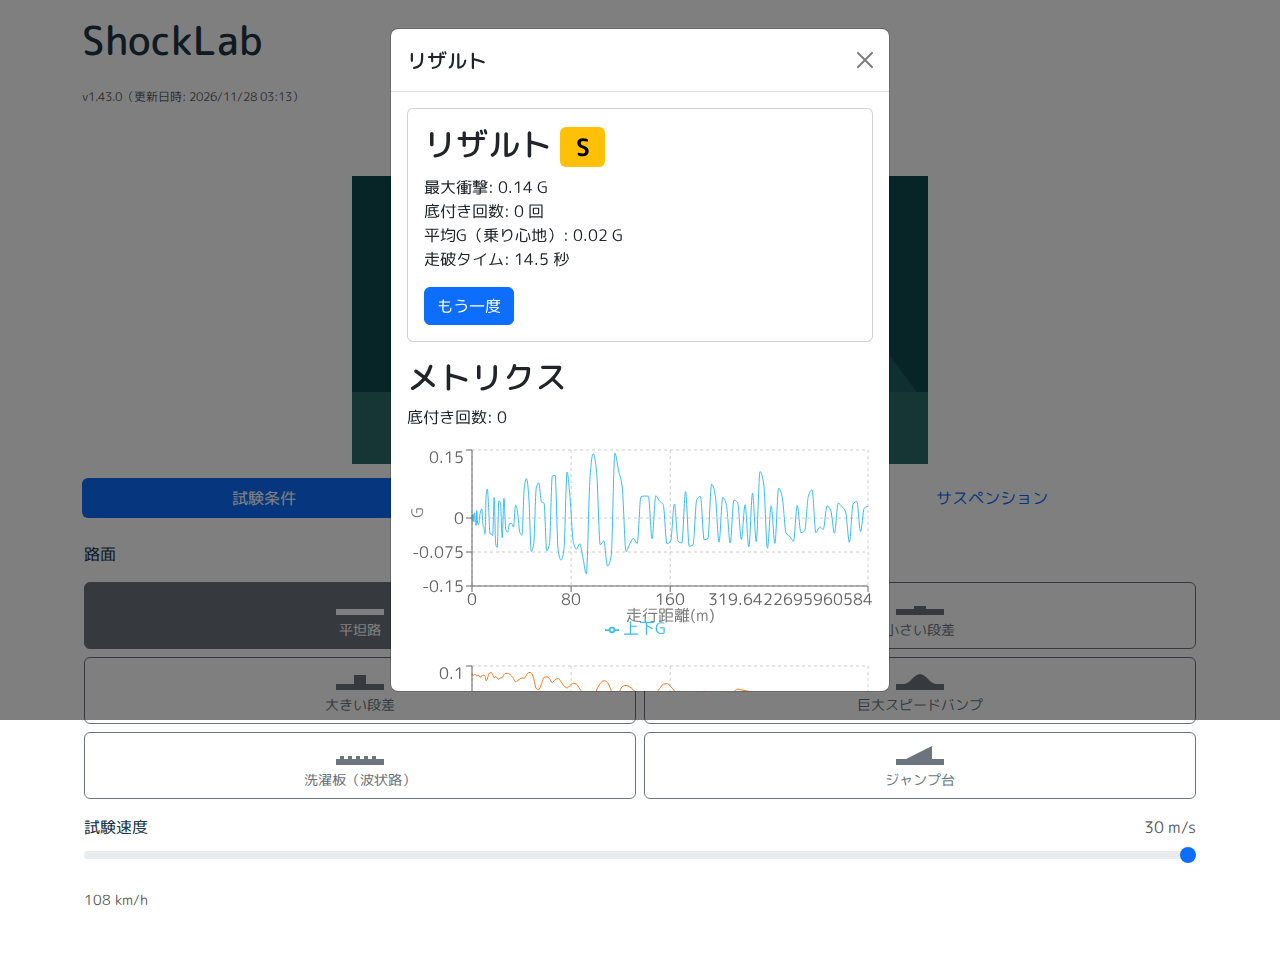 ShockLab
v1.43.0（更新日時: 2026/11/28 03:13）
リザルト
リザルト S
最大衝撃: 0.14 G
底付き回数: 0 回
平均G（乗り心地）: 0.02 G
走破タイム: 14.5 秒
もう一度
メトリクス
底付き回数: 0
0.15
0
-0.075
-0.15
G
0 80 160 319.6422695960584
走行距離(m)
上下G
0.1
試験条件
サスペンション
路面
平坦路
小さい段差
大きい段差
巨大スピードバンプ
洗濯板（波状路）
ジャンプ台
試験速度
30 m/s
108 km/h